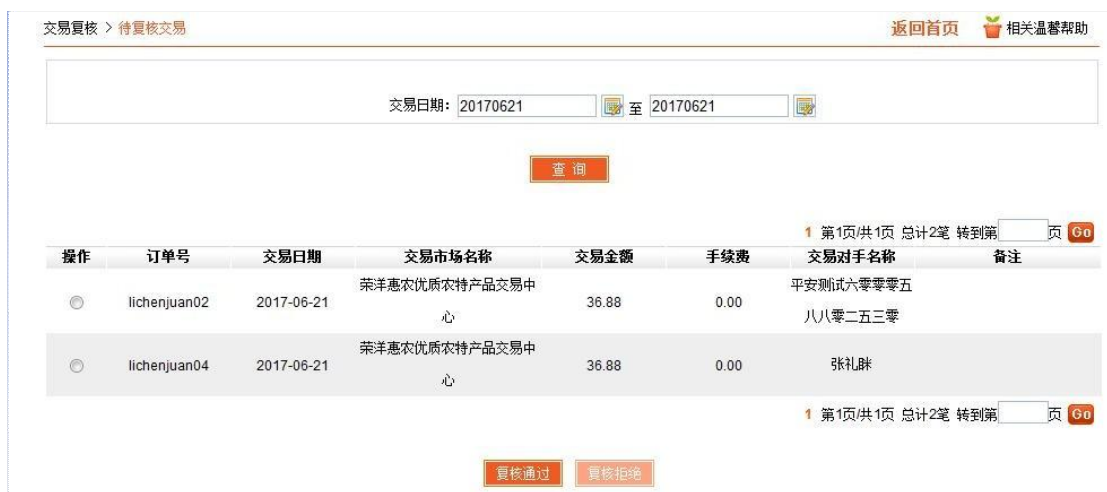 交易复核 > 待复核交易 返回首页 相关温馨帮助
交易日期: 20170621 至 20170621
查 询
1 第1页/共1页 总计2笔 转到第 页 Go
操作 订单号 交易日期 交易市场名称 交易金额 手续费 交易对手名称 备注
lichenjuan02 2017-06-21 荣洋惠农优质农特产品交易中 36.88 0.00 平安测试六零零零五
心 八八零二五三零
lichenjuan04 2017-06-21 荣洋惠农优质农特产品交易中 36.88 0.00 张礼眫
心
1 第1页/共1页 总计2笔 转到第 页 Go
复核通过 复核拒绝